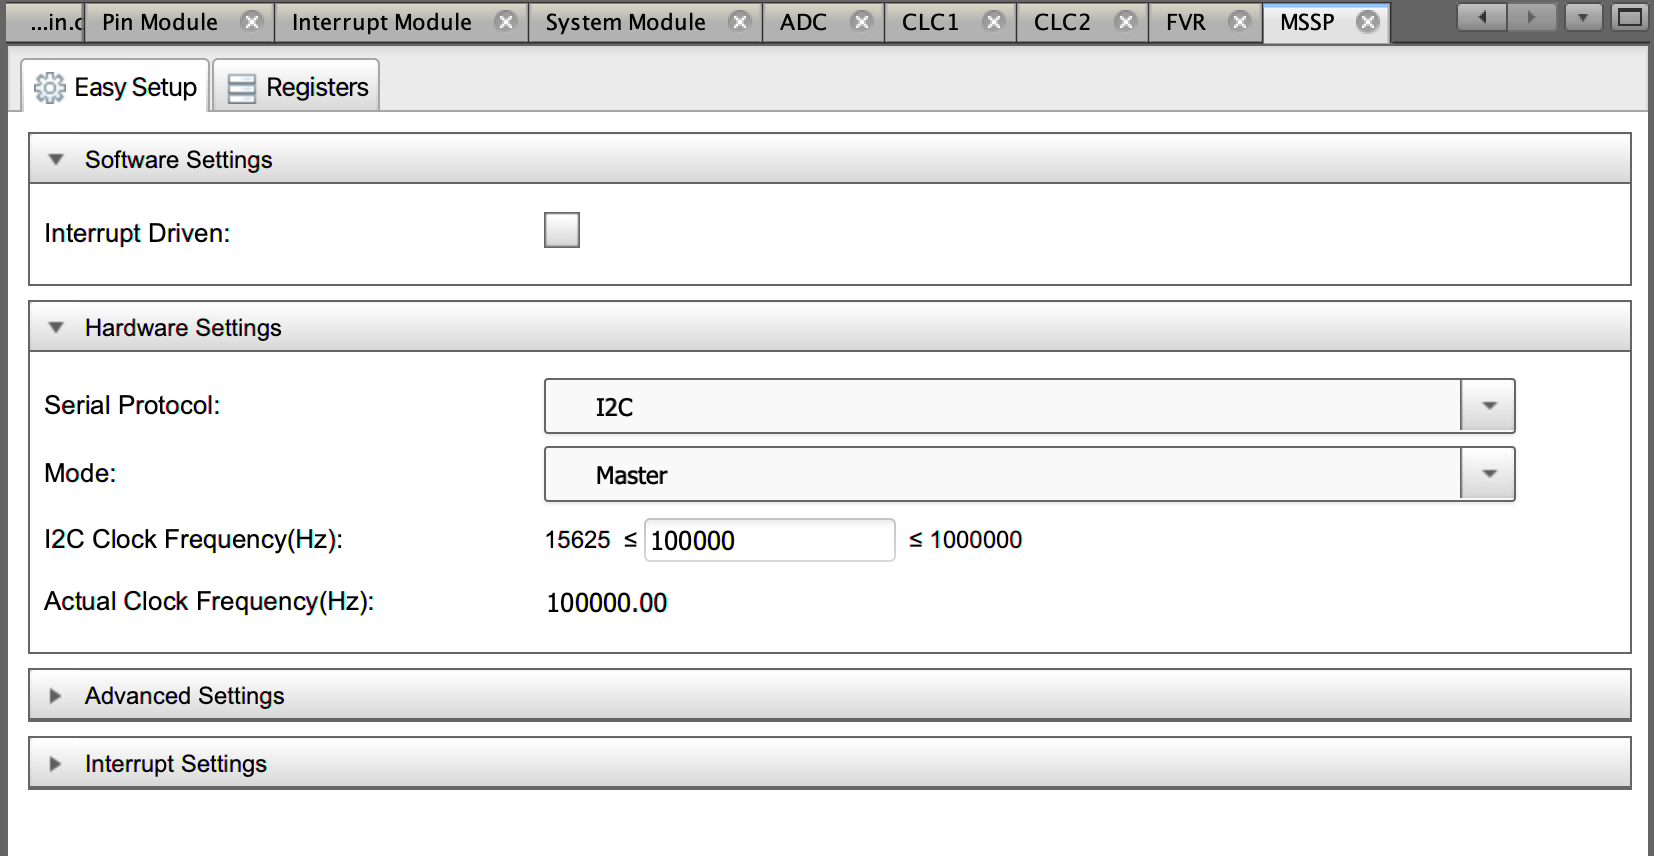 ...in.c Pin Module Interrupt Module System Module ADC CLC1 CLC2 FVR MSSP
Easy Setup Registers
Software Settings
Interrupt Driven:
Hardware Settings
Serial Protocol: I2C
Mode: Master
I2C Clock Frequency(Hz): 15625 ≤ 100000 ≤ 1000000
Actual Clock Frequency(Hz): 100000.00
Advanced Settings
Interrupt Settings